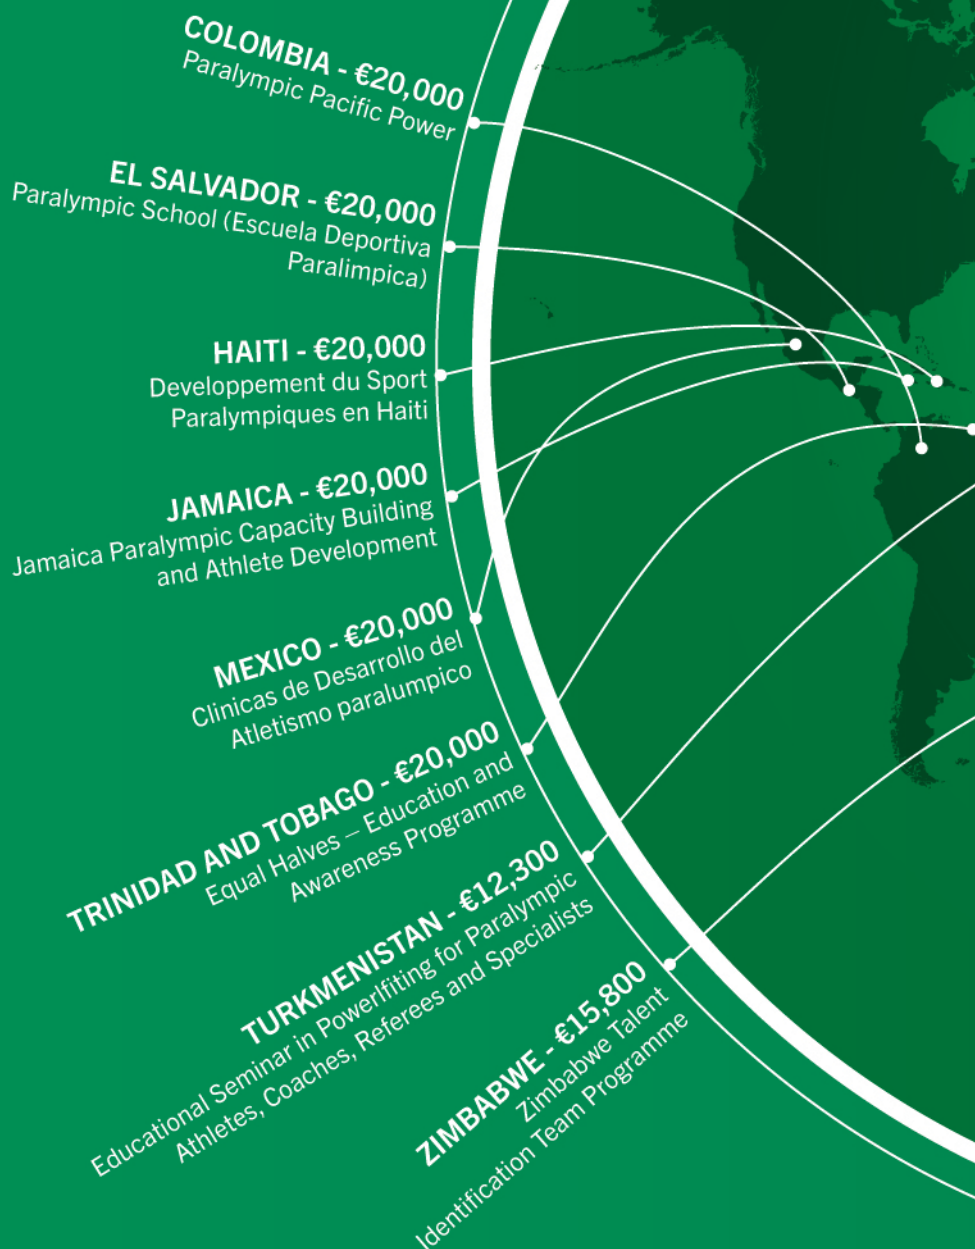 COLOMBIA - €20,000
Paralympic Pacific Power
EL SALVADOR - €20,000
Paralympic School (Escuela Deportiva
Paralimpica)
HAITI - €20,000
Developpement du Sport
Paralympiques en Haiti
JAMAICA - €20,000
Jamaica Paralympic Capacity Building
and Athlete Development
MEXICO - €20,000
Clinicas de Desarrollo del
Atletismo paralumpico
TRINIDAD AND TOBAGO - €20,000
Equal Halves – Education and
Awareness Programme
TURKMENISTAN - €12,300
Educational Seminar in Powerlfiting for Paralympic
Athletes, Coaches, Referees and Specialists
ZIMBABWE - €15,800
Zimbabwe Talent
Identification Team Programme